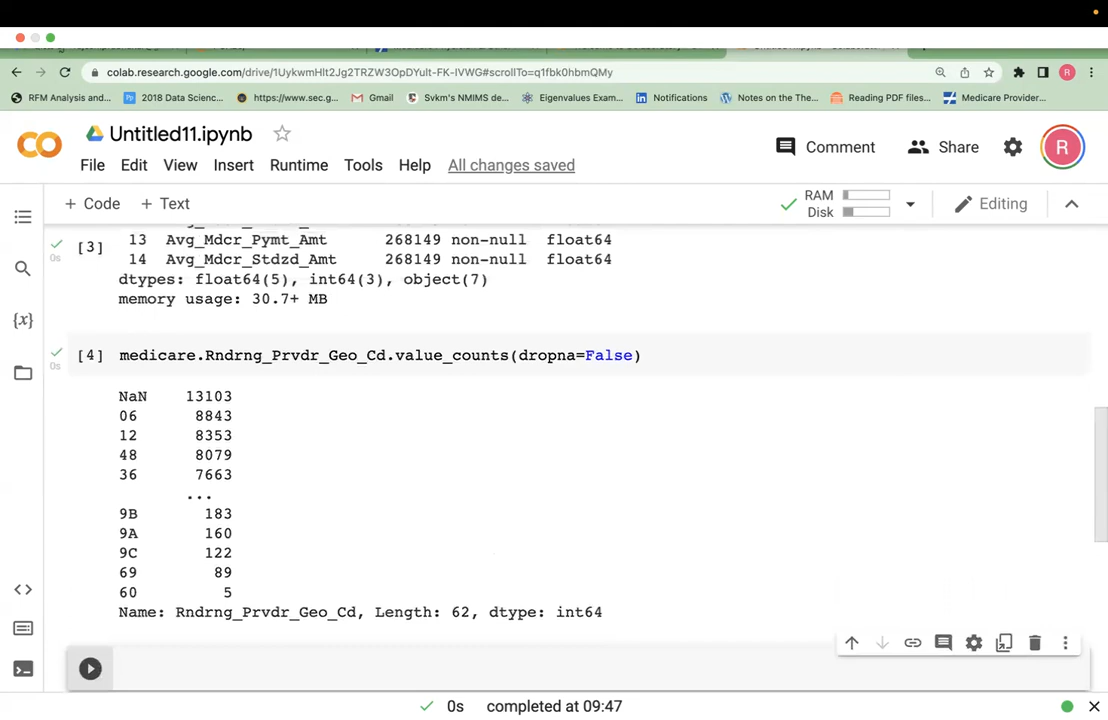 colab.research.google.com/drive/1UykwmHlt2Jg2TRZW3OpDYult-FK-IVWG#scrollTo=q1fbk0hbmQMy
R
RFM Analysis and... 2018 Data Scienc... https://www.sec.g... Gmail Svkm's NMIMS de... Eigenvalues Exam... Notifications Notes on the The... Reading PDF files... Medicare Provider...
Untitled11.ipynb
Comment Share R
File Edit View Insert Runtime Tools Help All changes saved
+ Code + Text RAM Disk Editing
[3] 13 Avg_Mdcr_Pymt_Amt 268149 non-null float64
0s
14 Avg_Mdcr_Stdzd_Amt 268149 non-null float64
dtypes: float64(5), int64(3), object(7)
memory usage: 30.7+ MB
{x}
[4] medicare.Rndrng_Prvdr_Geo_Cd.value_counts(dropna=False)
0s
NaN 13103
06 8843
12 8353
48 8079
36 7663
...
9B 183
9A 160
9C 122
69 89
60 5
Name: Rndrng_Prvdr_Geo_Cd, Length: 62, dtype: int64
0s completed at 09:47